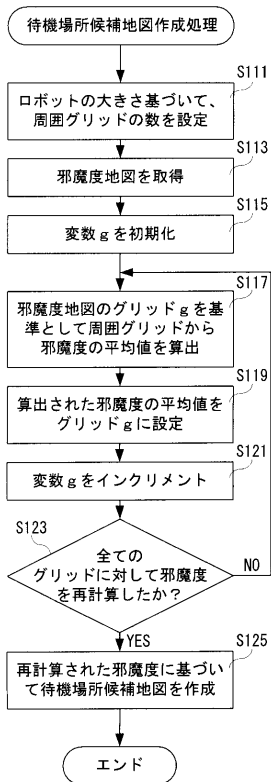 待機場所候補地図作成処理
S111
ロボットの大きさ基づいて、
周囲グリッドの数を設定
S113
邪魔度地図を取得
S115
変数gを初期化
S117
邪魔度地図のグリッドgを基
準として周囲グリッドから
邪魔度の平均値を算出
S119
算出された邪魔度の平均値を
グリッドgに設定
S121
変数gをインクリメント
S123
全ての
グリッドに対して邪魔度
を再計算したか?
NO
YES
S125
再計算された邪魔度に基づい
て待機場所候補地図を作成
エンド